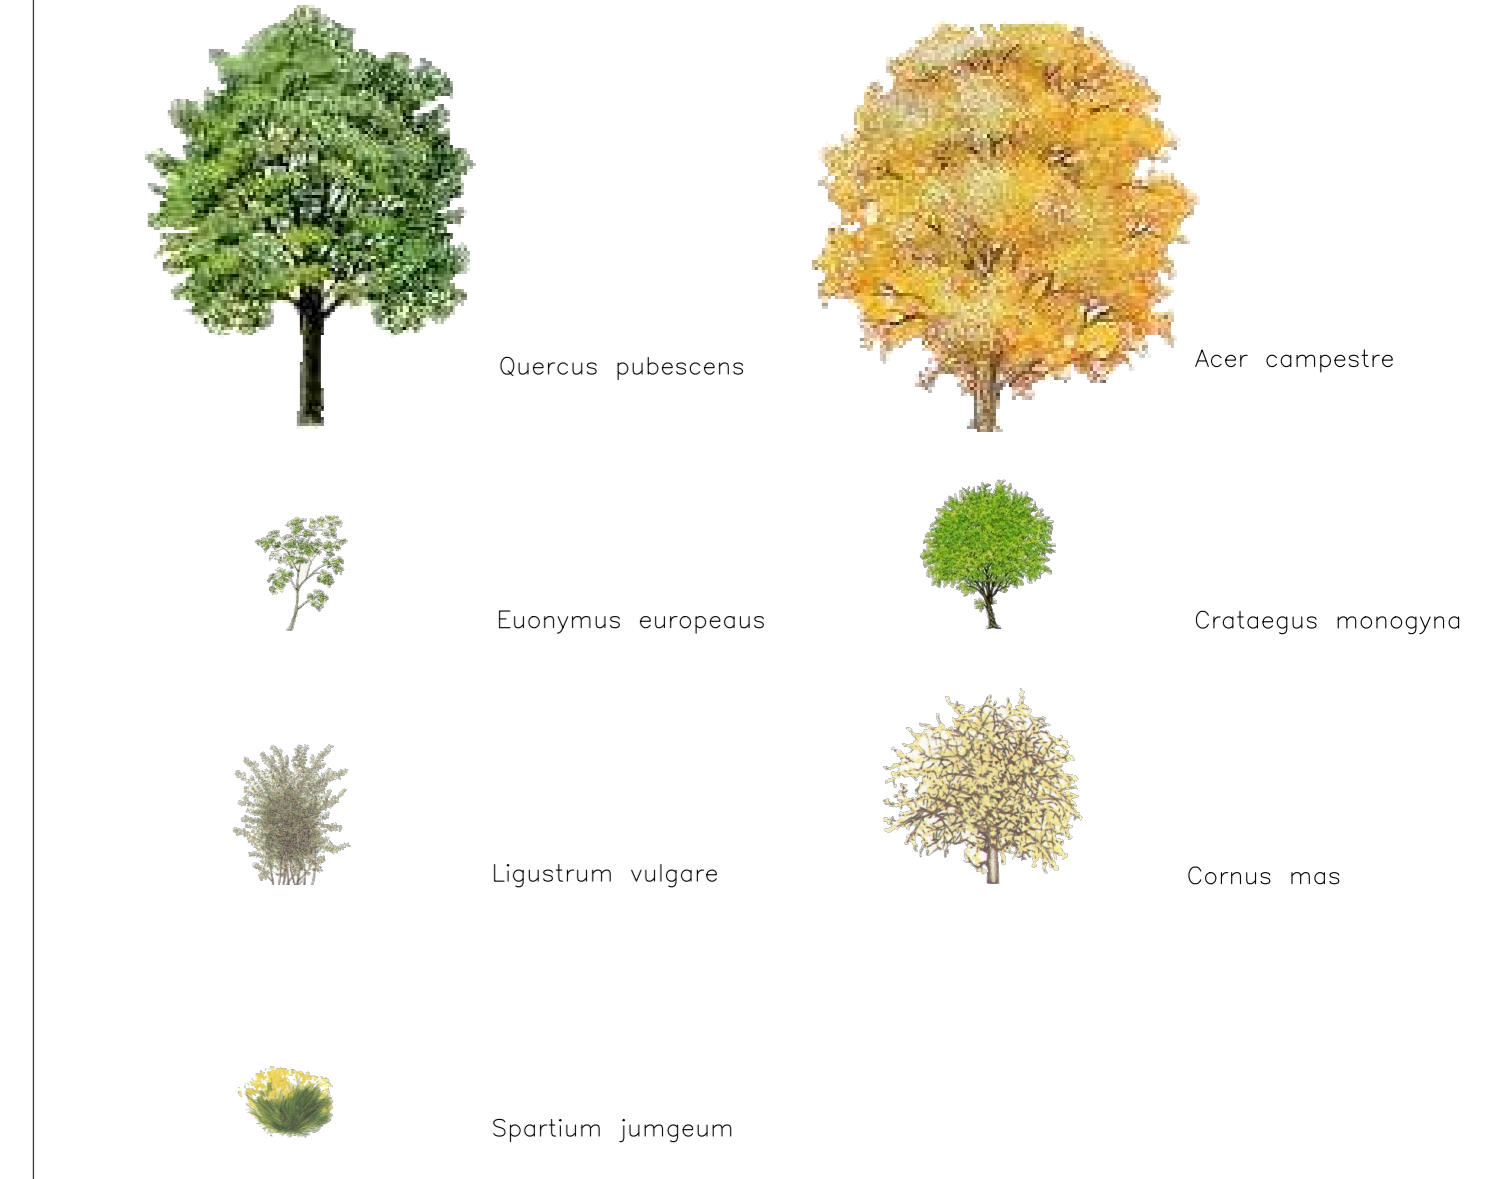 Quercus pubescens
Acer campestre
Euonymus europeaus
Crataegus monogyna
Ligustrum vulgare
Cornus mas
Spartium jumgeum